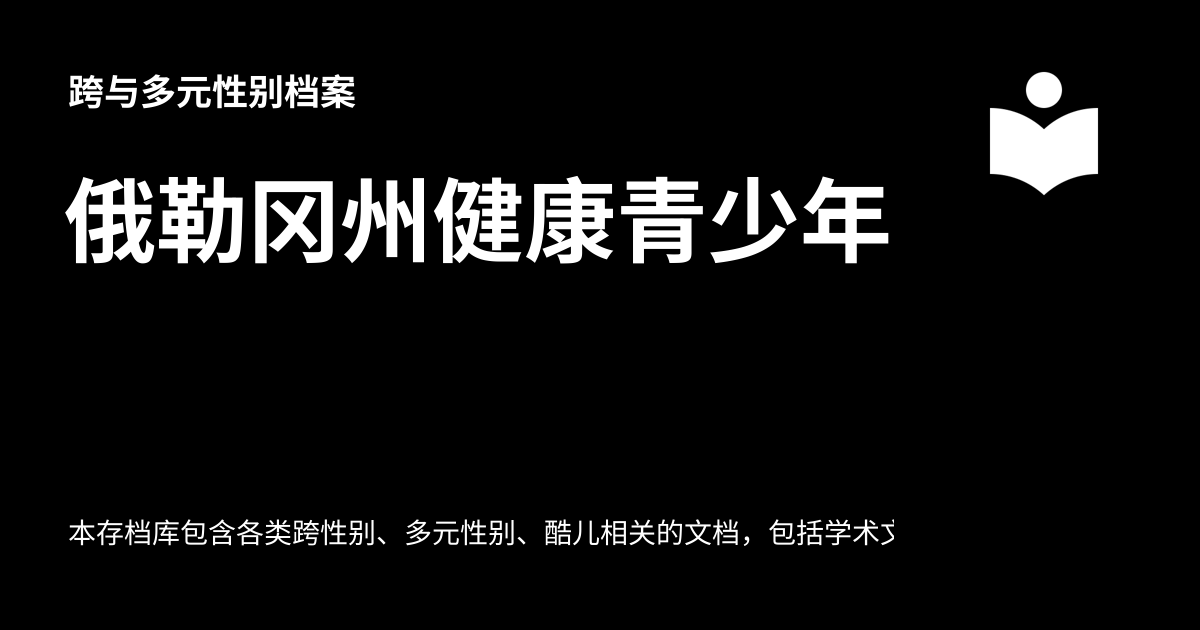 跨与多元性别档案
俄勒冈州健康青少年
本存档库包含各类跨性别、多元性别、酷儿相关的文档，包括学术